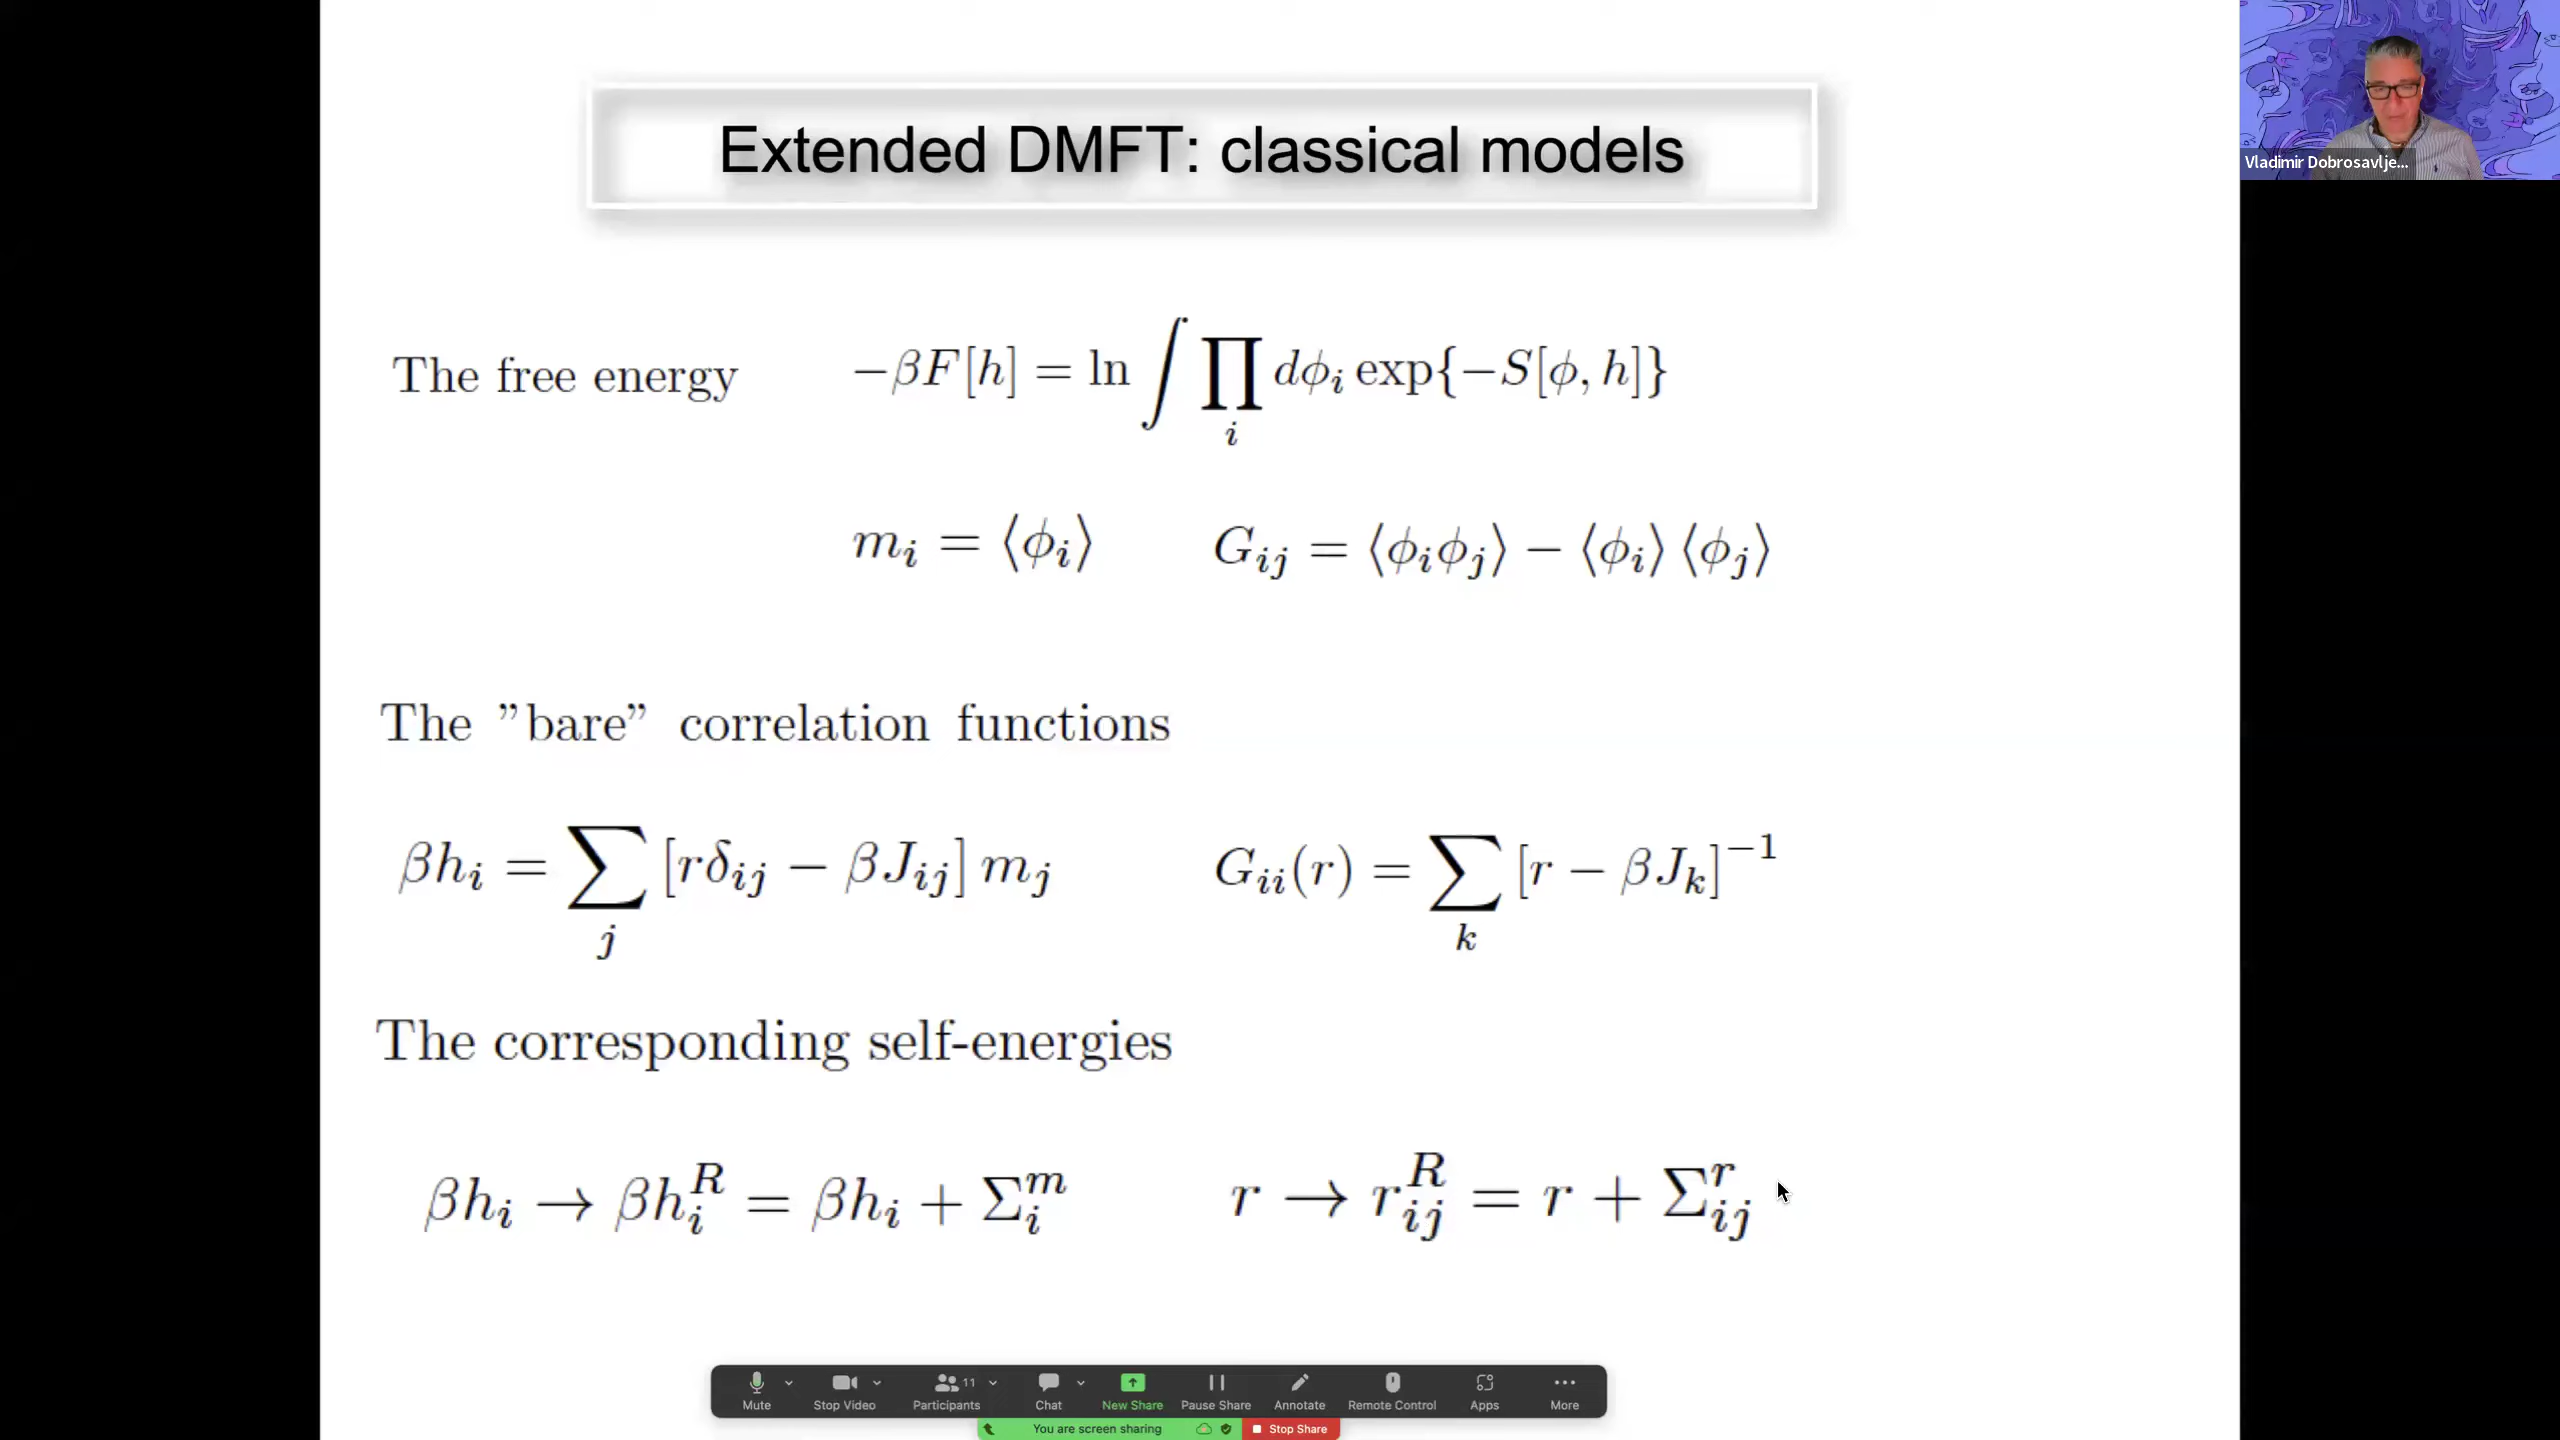 Extended DMFT: classical models
Vladimir Dobrosavlje...
The free energy −βF[h] = ln ∫ ∏_i dϕ_i exp{−S[ϕ, h]}
m_i = ⟨ϕ_i⟩ G_ij = ⟨ϕ_iϕ_j⟩ − ⟨ϕ_i⟩ ⟨ϕ_j⟩
The ”bare” correlation functions
βh_i = ∑_j [rδ_ij − βJ_ij] m_j G_ii(r) = ∑_k [r − βJ_k]^−1
The corresponding self-energies
βh_i → βh_i^R = βh_i + Σ_i^m r → r_ij^R = r + Σ_ij^r
11
Mute Stop Video Participants Chat New Share Pause Share Annotate Remote Control Apps More
You are screen sharing Stop Share